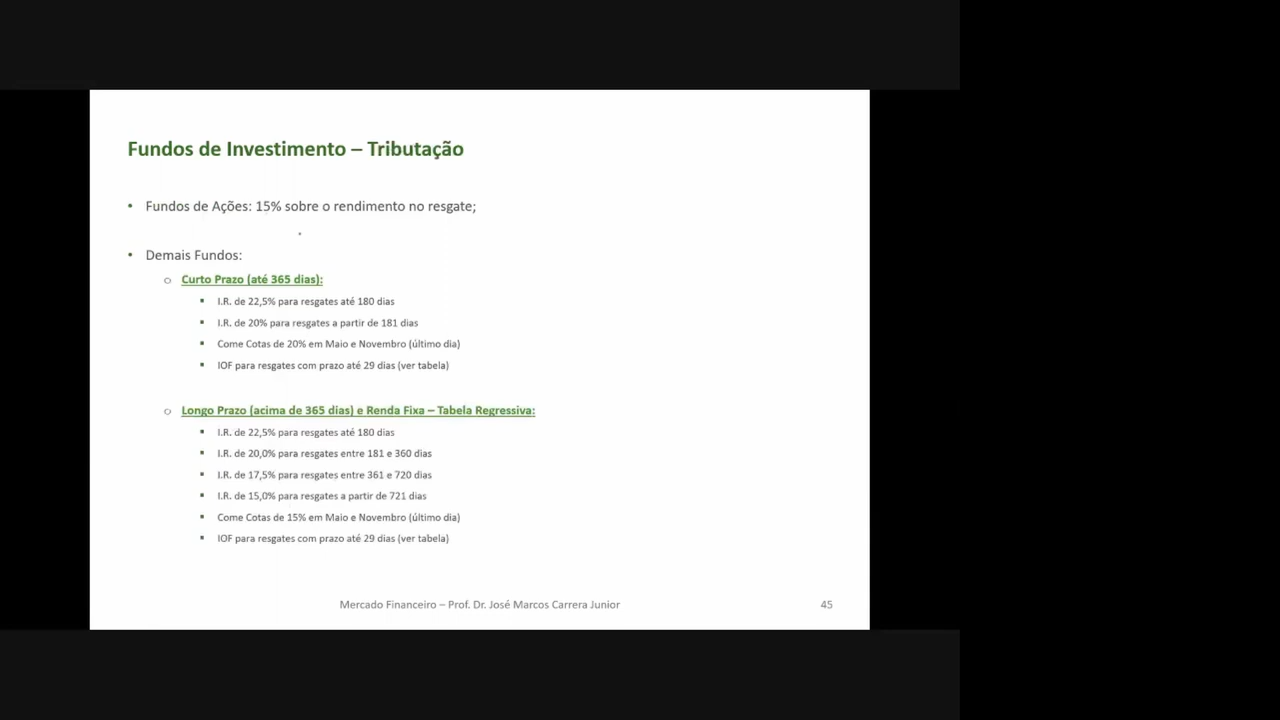 Fundos de Investimento – Tributação
• Fundos de Ações: 15% sobre o rendimento no resgate;
• Demais Fundos:
o Curto Prazo (até 365 dias):
▪ I.R. de 22,5% para resgates até 180 dias
▪ I.R. de 20% para resgates a partir de 181 dias
▪ Come Cotas de 20% em Maio e Novembro (último dia)
▪ IOF para resgates com prazo até 29 dias (ver tabela)
o Longo Prazo (acima de 365 dias) e Renda Fixa – Tabela Regressiva:
▪ I.R. de 22,5% para resgates até 180 dias
▪ I.R. de 20,0% para resgates entre 181 e 360 dias
▪ I.R. de 17,5% para resgates entre 361 e 720 dias
▪ I.R. de 15,0% para resgates a partir de 721 dias
▪ Come Cotas de 15% em Maio e Novembro (último dia)
▪ IOF para resgates com prazo até 29 dias (ver tabela)
Mercado Financeiro – Prof. Dr. José Marcos Carrera Junior
45